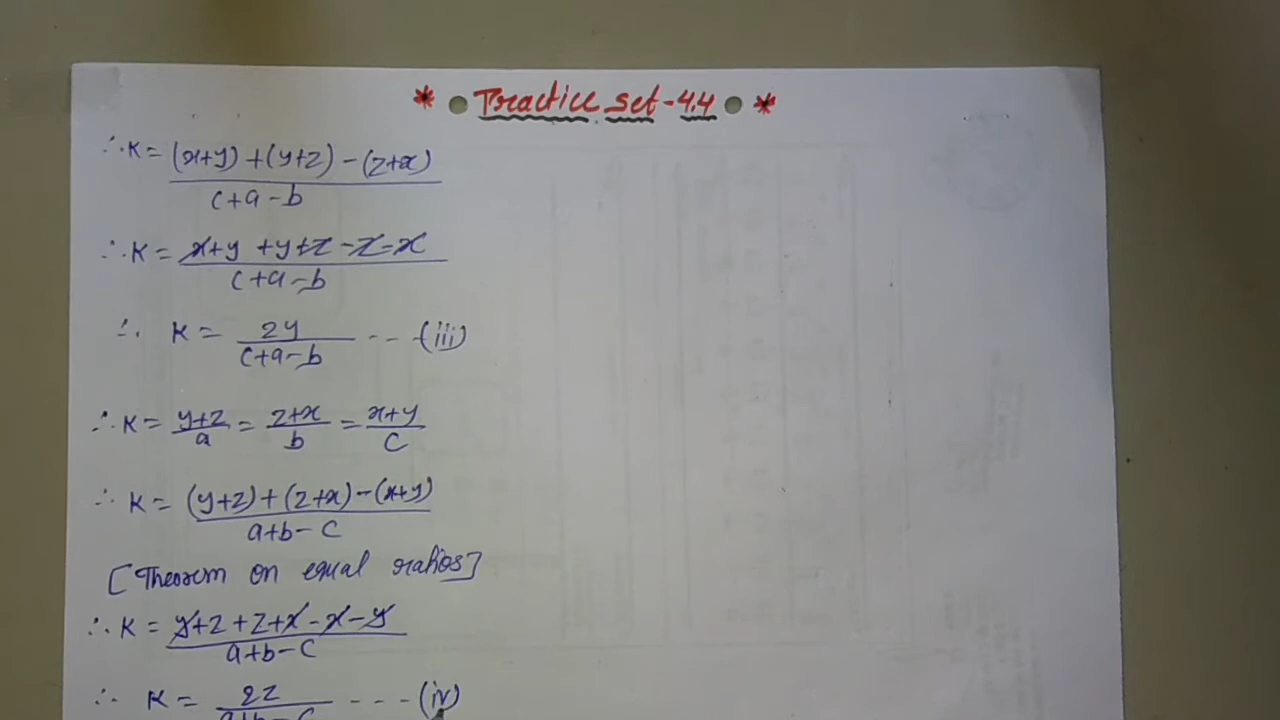 * Practice set-4.4 *
∴ K = (x+y) + (y+z) - (z+x)
c+a-b
∴ K = x+y +y+z-z-x
c+a-b
∴ K = 2y
c+a-b --- (iii)
∴ K = y+z/a = z+x/b = x+y/c
∴ K = (y+z) + (z+x) - (x+y)
a+b-c
[Theorem on equal ratios]
∴ K = y+z+z+x-x-y
a+b-c
∴ K = 2z
a+b-c --- (iv)